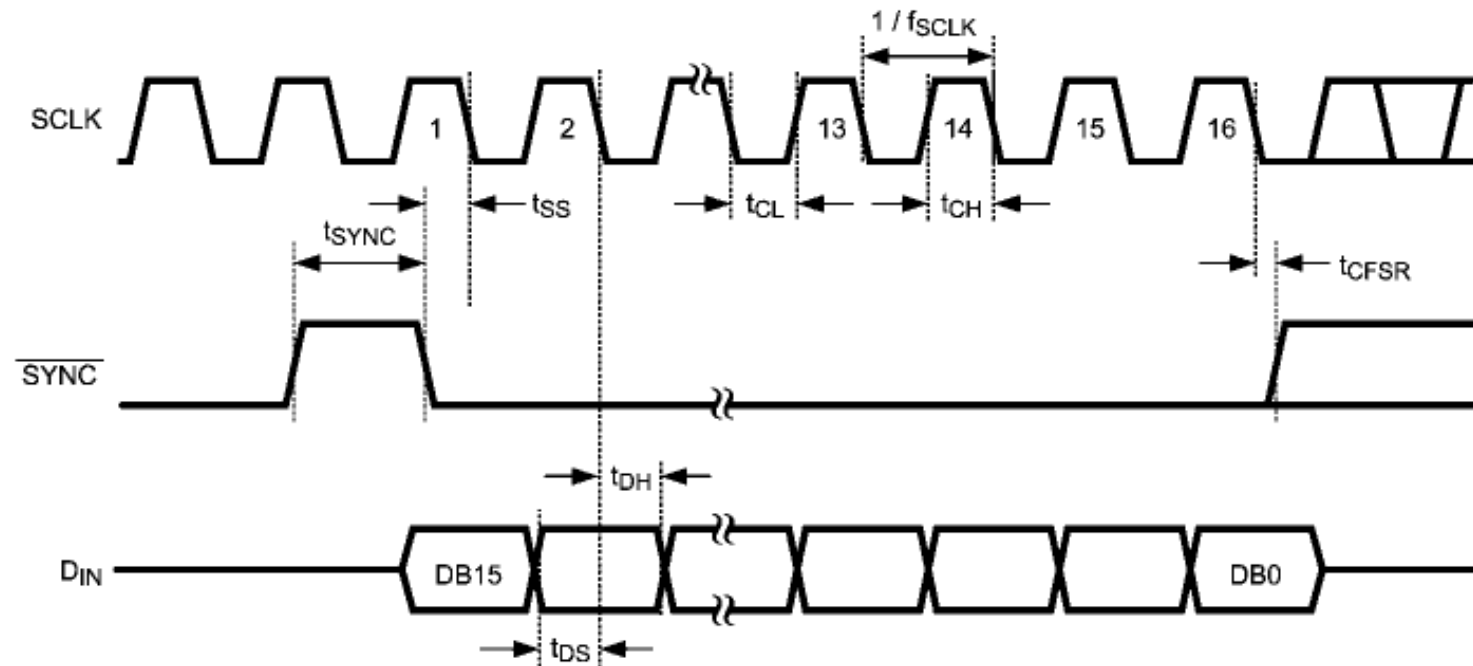 1 / fSCLK
SCLK
1
2
13
14
15
16
tSS
tCL
tCH
tSYNC
tCFSR
SYNC
tDH
DIN
DB15
DB0
tDS